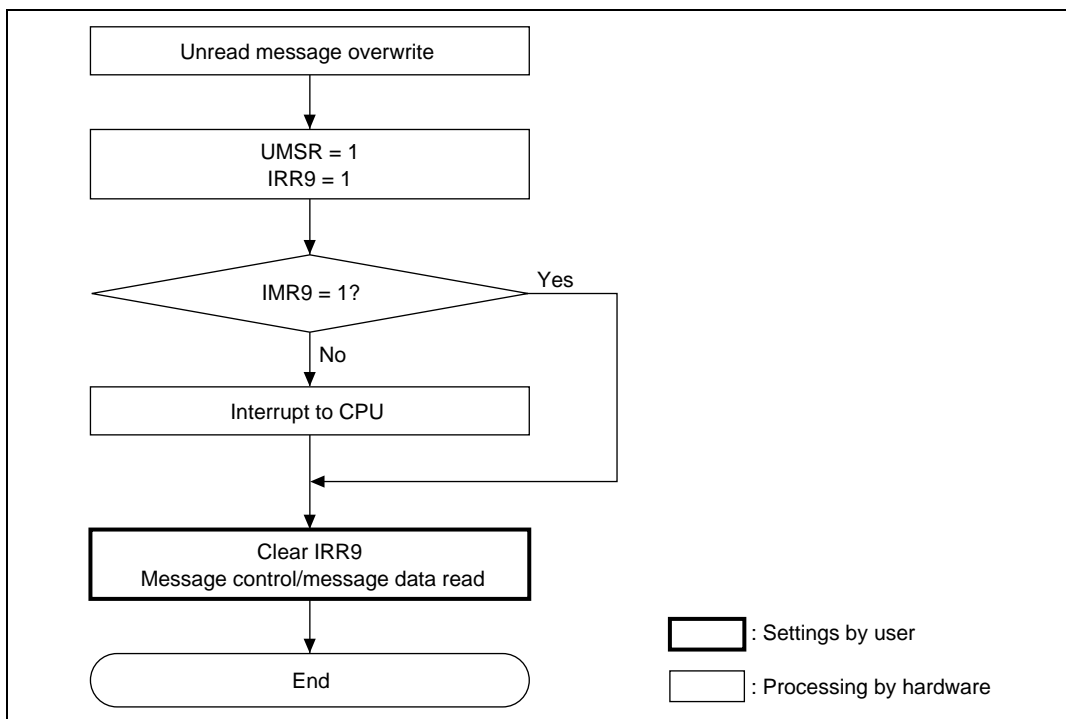 Unread message overwrite
UMSR = 1
IRR9 = 1
IMR9 = 1?
Yes
No
Interrupt to CPU
Clear IRR9
Message control/message data read
End
: Settings by user
: Processing by hardware